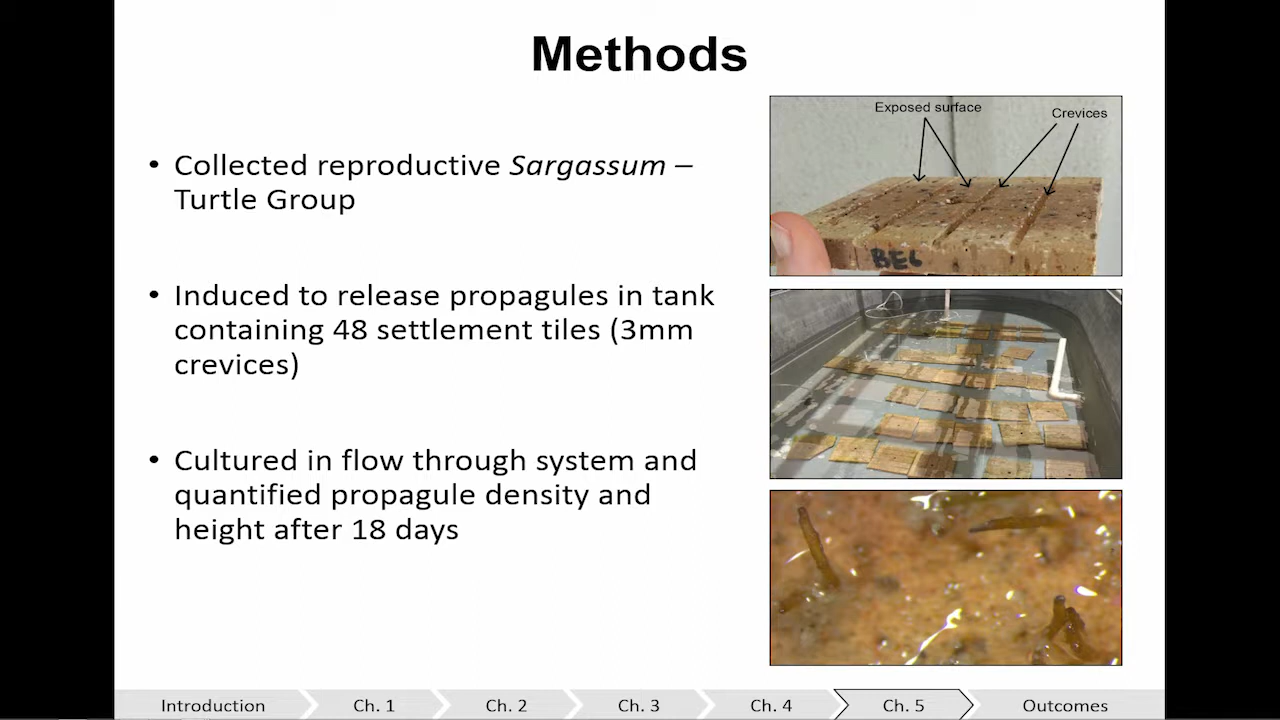 Methods
• Collected reproductive Sargassum –
Turtle Group
• Induced to release propagules in tank
containing 48 settlement tiles (3mm
crevices)
• Cultured in flow through system and
quantified propagule density and
height after 18 days
Exposed surface
Crevices
BE6
Introduction
Ch. 1
Ch. 2
Ch. 3
Ch. 4
Ch. 5
Outcomes